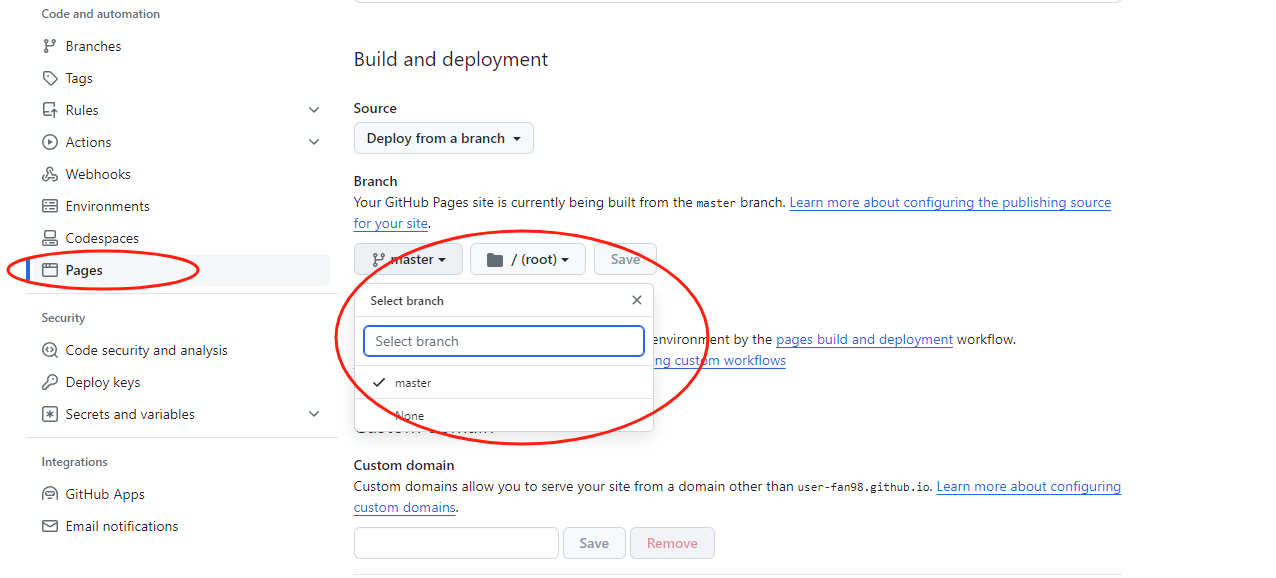 Code and automation
Branches
Tags
Rules
Actions
Webhooks
Environments
Codespaces
Pages
Security
Code security and analysis
Deploy keys
Secrets and variables
Integrations
GitHub Apps
Email notifications
Build and deployment
Source
Deploy from a branch
Branch
Your GitHub Pages site is currently being built from the master branch. Learn more about configuring the publishing source
for your site.
master / (root) Save
Select branch
Select branch
environment by the pages build and deployment workflow.
custom workflows
master
None
Custom domain
Custom domains allow you to serve your site from a domain other than user-fan98.github.io. Learn more about configuring
custom domains.
Save Remove